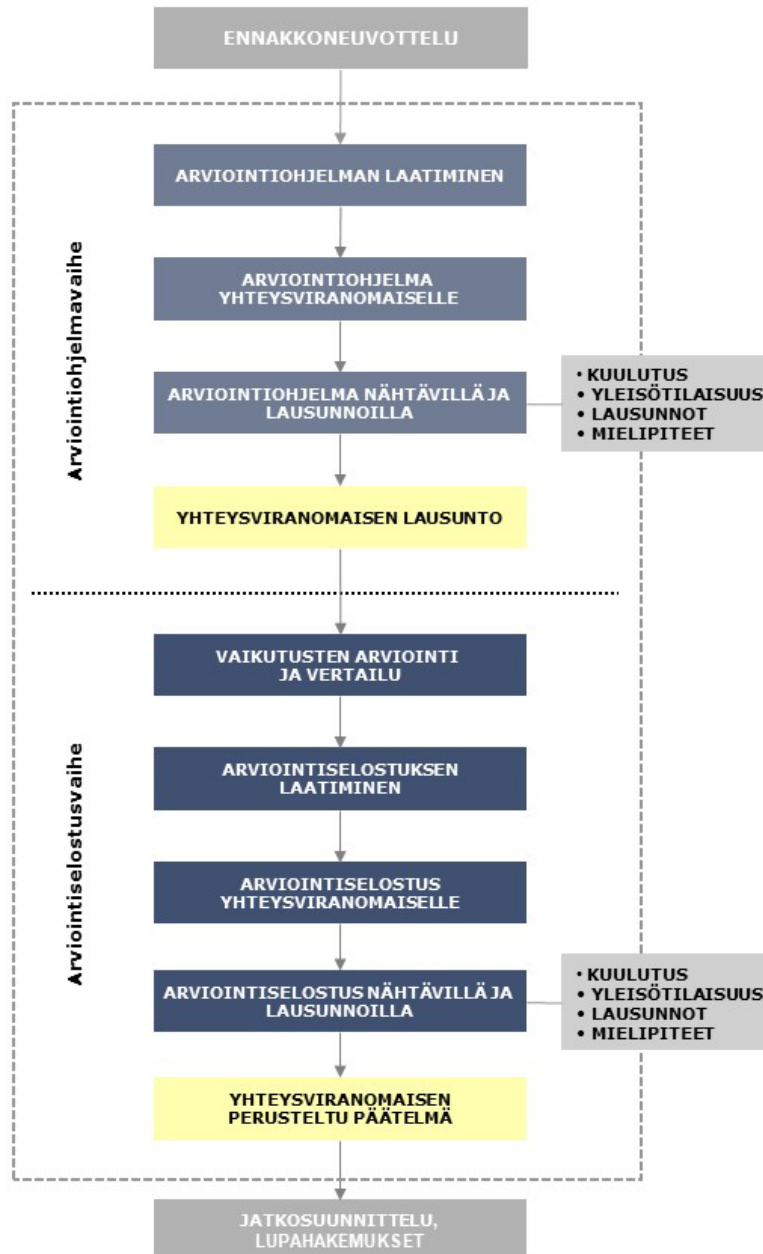 ENNAKKONEUVOTTELU
ARVIOINTIOHJELMAN LAATIMINEN
ARVIOINTIOHJELMA
YHTEYSVIRANOMAISELLE
ARVIOINTIOHJELMA NÄHTÄVILLÄ JA
LAUSUNNOILLA
• KUULUTUS
• YLEISÖTILAISUUS
• LAUSUNNOT
• MIELIPITEET
YHTEYSVIRANOMAISEN LAUSUNTO
Arviointiohjelmavaihe
VAIKUTUSTEN ARVIOINTI
JA VERTAILU
ARVIOINTISELOSTUKSEN
LAATIMINEN
ARVIOINTISELOSTUS
YHTEYSVIRANOMAISELLE
ARVIOINTISELOSTUS NÄHTÄVILLÄ JA
LAUSUNNOILLA
• KUULUTUS
• YLEISÖTILAISUUS
• LAUSUNNOT
• MIELIPITEET
YHTEYSVIRANOMAISEN
PERUSTELTU PÄÄTELMÄ
Arviointiselostusvaihe
JATKOSUUNNITTELU,
LUPAHAKEMUKSET